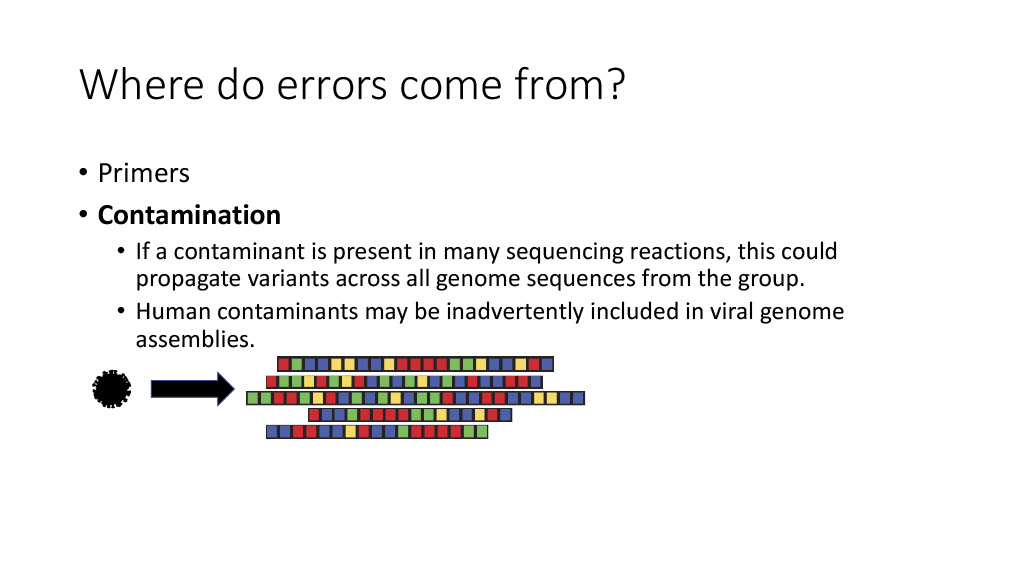 Where do errors come from?
• Primers
• Contamination
• If a contaminant is present in many sequencing reactions, this could
propagate variants across all genome sequences from the group.
• Human contaminants may be inadvertently included in viral genome
assemblies.